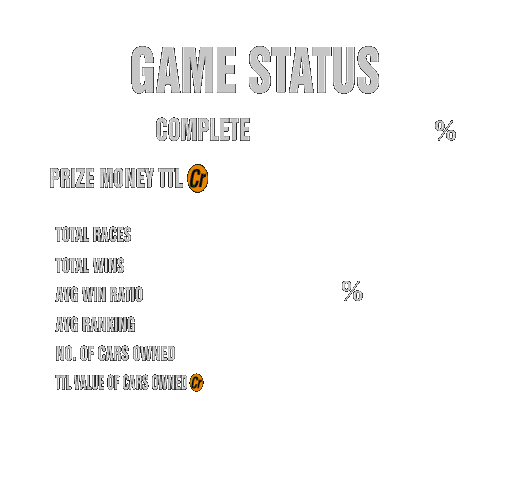 GAME STATUS
COMPLETE %
PRIZE MONEY TTL Cr
TOTAL RACES
TOTAL WINS
AVG WIN RATIO %
AVG RANKING
NO. OF CARS OWNED
TTL VALUE OF CARS OWNED Cr